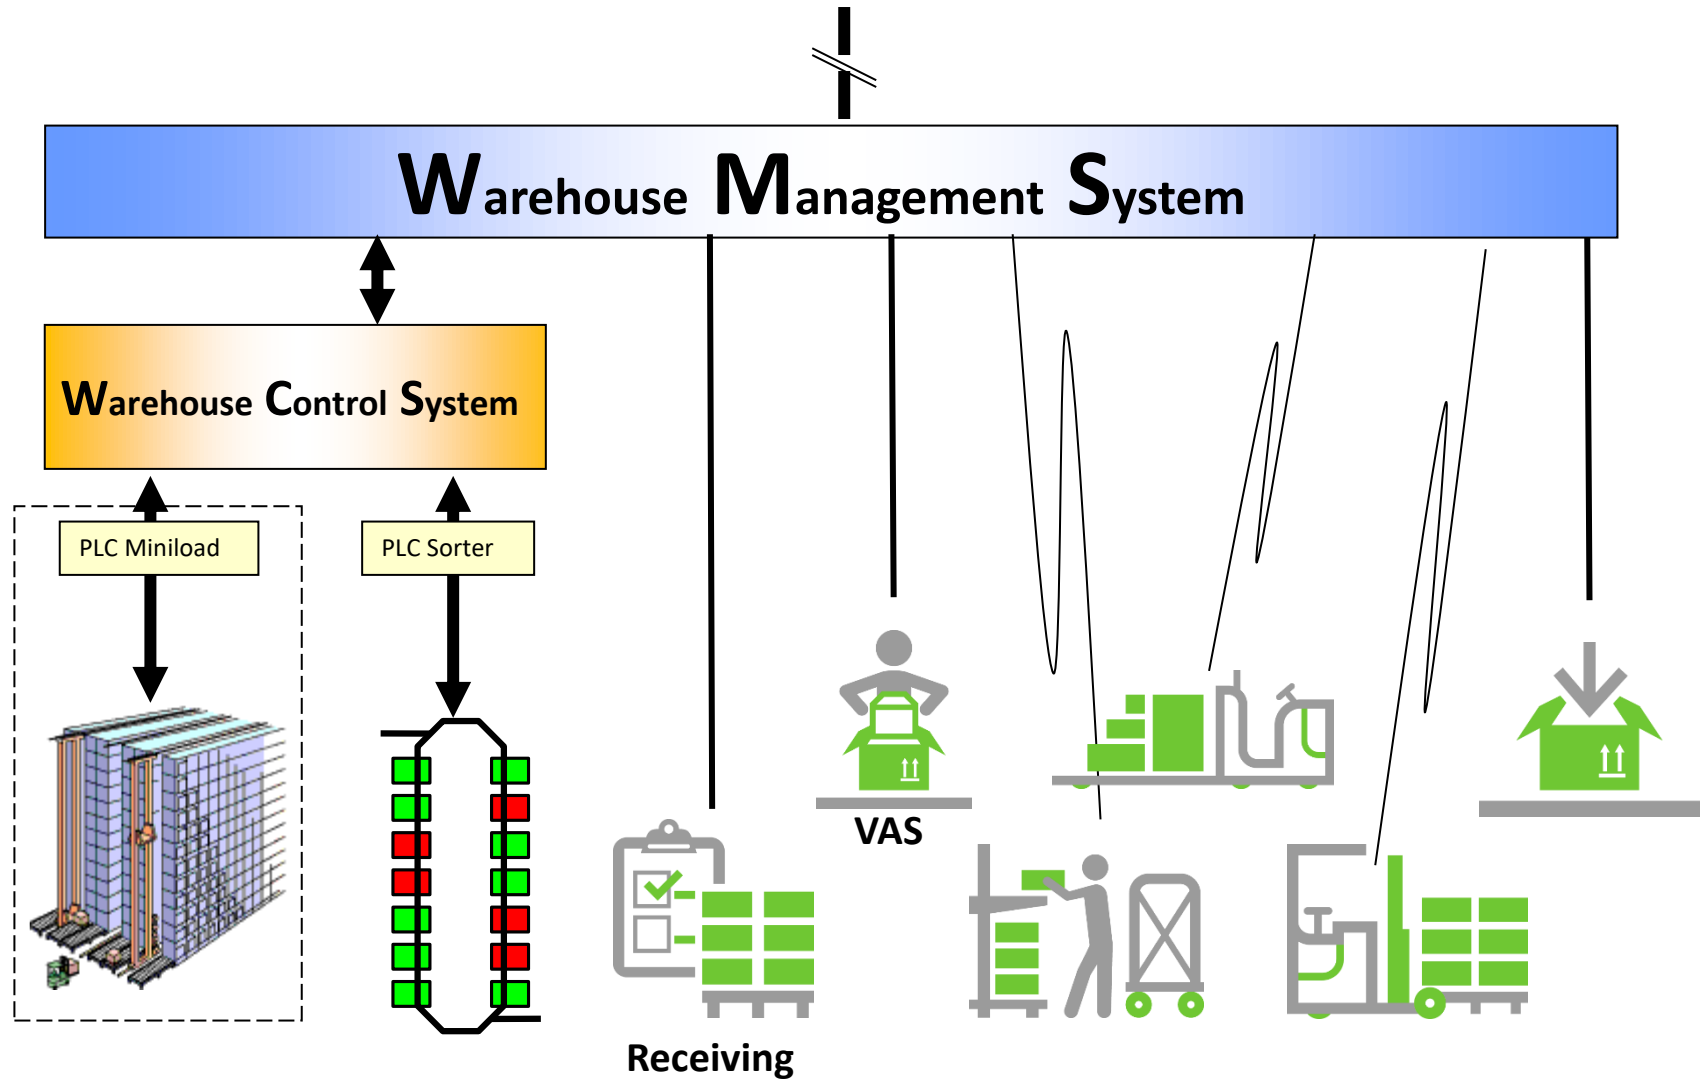 Warehouse Management System
Warehouse Control System
PLC Miniload
PLC Sorter
VAS
Receiving